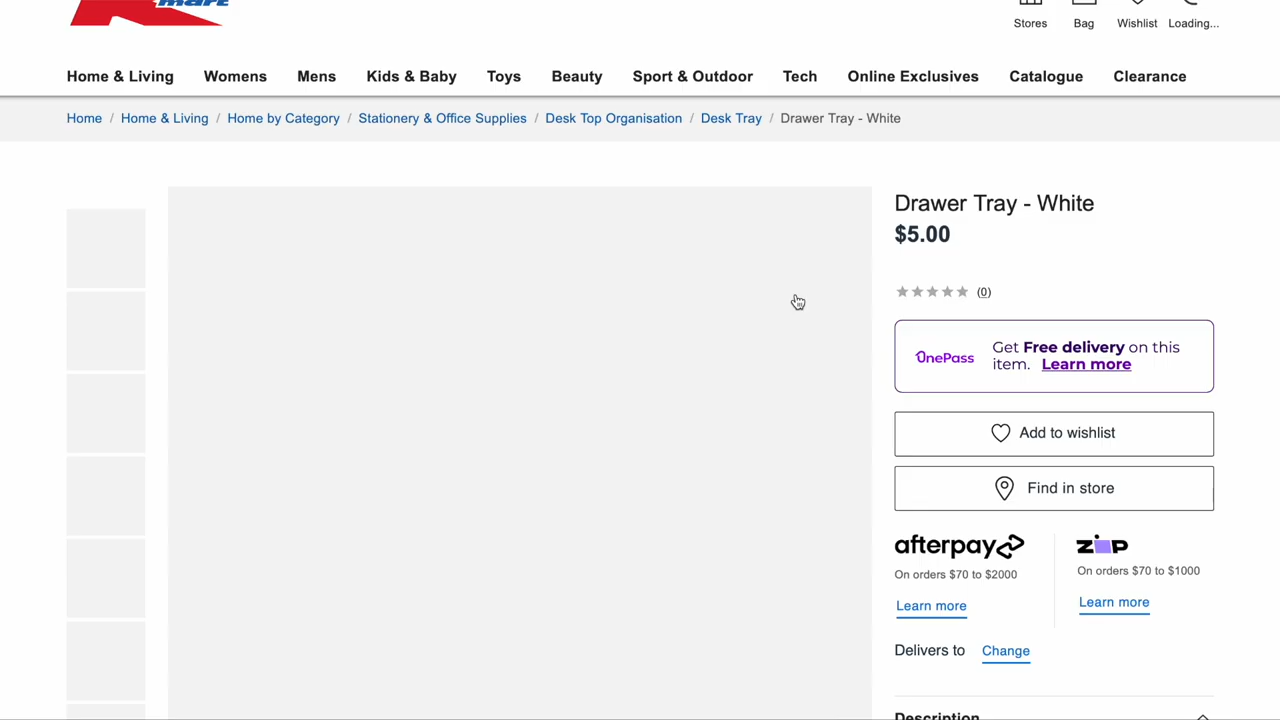 mart
Stores
Bag
Wishlist
Loading...
Home & Living
Womens
Mens
Kids & Baby
Toys
Beauty
Sport & Outdoor
Tech
Online Exclusives
Catalogue
Clearance
Home / Home & Living / Home by Category / Stationery & Office Supplies / Desk Top Organisation / Desk Tray / Drawer Tray - White
Drawer Tray - White
$5.00
(0)
OnePass
Get Free delivery on this
item. Learn more
Add to wishlist
Find in store
afterpay
On orders $70 to $2000
Learn more
zip
On orders $70 to $1000
Learn more
Delivers to Change
Description